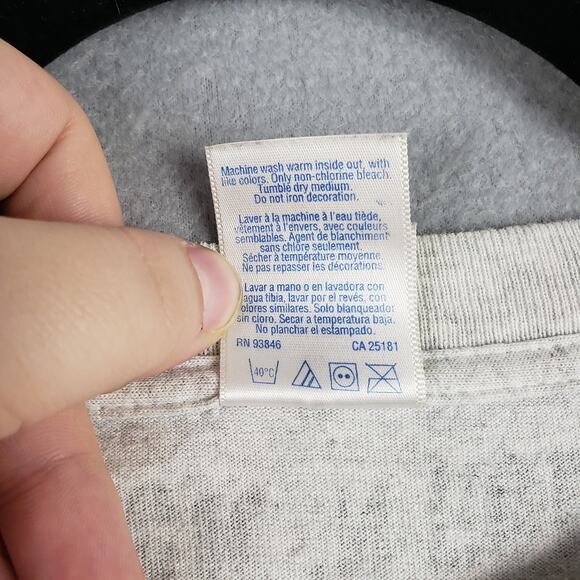 Machine wash warm inside out, with
like colors. Only non-chlorine bleach.
Tumble dry medium.
Do not iron decoration.
Laver à la machine à l'eau tiède,
vêtement à l'envers, avec couleurs
semblables. Agent de blanchiment
sans chlore seulement.
Sécher à température moyenne.
Ne pas repasser les décorations.
Lavar a mano o en lavadora con
agua tibia, lavar por el revés, con
colores similares. Solo blanqueador
sin cloro. Secar a temperatura baja.
No planchar el estampado.
RN 93846 CA 25181
40°C